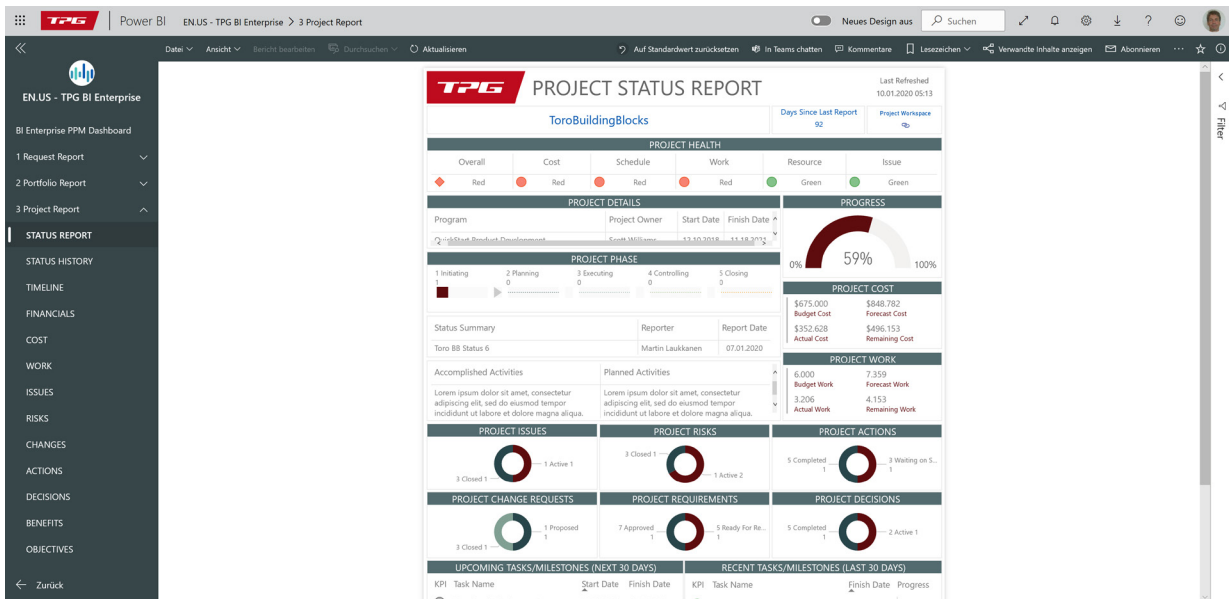 TPG Power BI EN.US - TPG BI Enterprise > 3 Project Report Neues Design aus Suchen
Datei Ansicht Bericht bearbeiten Durchsuchen Aktualisieren Auf Standardwert zurücksetzen In Teams chatten Kommentare Lesezeichen Verwandte Inhalte anzeigen Abonnieren
EN.US - TPG BI Enterprise
BI Enterprise PPM Dashboard
1 Request Report
2 Portfolio Report
3 Project Report
STATUS REPORT
STATUS HISTORY
TIMELINE
FINANCIALS
COST
WORK
ISSUES
RISKS
CHANGES
ACTIONS
DECISIONS
BENEFITS
OBJECTIVES
Zurück
Filter
TPG PROJECT STATUS REPORT
Last Refreshed
10.01.2020 05:13
ToroBuildingBlocks
Days Since Last Report
92
Project Workspace
PROJECT HEALTH
Overall Cost Schedule Work Resource Issue
Red Red Red Red Green Green
PROJECT DETAILS
Program Project Owner Start Date Finish Date
QuickStart Product Development Scott Williams 12.10.2018 11.18.2021
PROGRESS
0% 59% 100%
PROJECT PHASE
1 Initiating 2 Planning 3 Executing 4 Controlling 5 Closing
1 0 0 0 0
Status Summary Reporter Report Date
Toro BB Status 6 Martin Laukkanen 07.01.2020
PROJECT COST
$675.000 $848.782
Budget Cost Forecast Cost
$352.628 $496.153
Actual Cost Remaining Cost
Accomplished Activities Planned Activities
Lorem ipsum dolor sit amet, consectetur Lorem ipsum dolor sit amet, consectetur
adipiscing elit, sed do eiusmod tempor adipiscing elit, sed do eiusmod tempor
incididunt ut labore et dolore magna aliqua. incididunt ut labore et dolore magna aliqua.
PROJECT WORK
6.000 7.359
Budget Work Forecast Work
3.206 4.153
Actual Work Remaining Work
PROJECT ISSUES
1 Active 1
3 Closed 1
PROJECT RISKS
3 Closed 1
1 Active 2
PROJECT ACTIONS
5 Completed
1
3 Waiting on S...
1
PROJECT CHANGE REQUESTS
1 Proposed
1
3 Closed 1
PROJECT REQUIREMENTS
7 Approved
1
5 Ready For Re...
1
PROJECT DECISIONS
5 Completed
1
2 Active 1
UPCOMING TASKS/MILESTONES (NEXT 30 DAYS) RECENT TASKS/MILESTONES (LAST 30 DAYS)
KPI Task Name Start Date Finish Date KPI Task Name Finish Date Progress